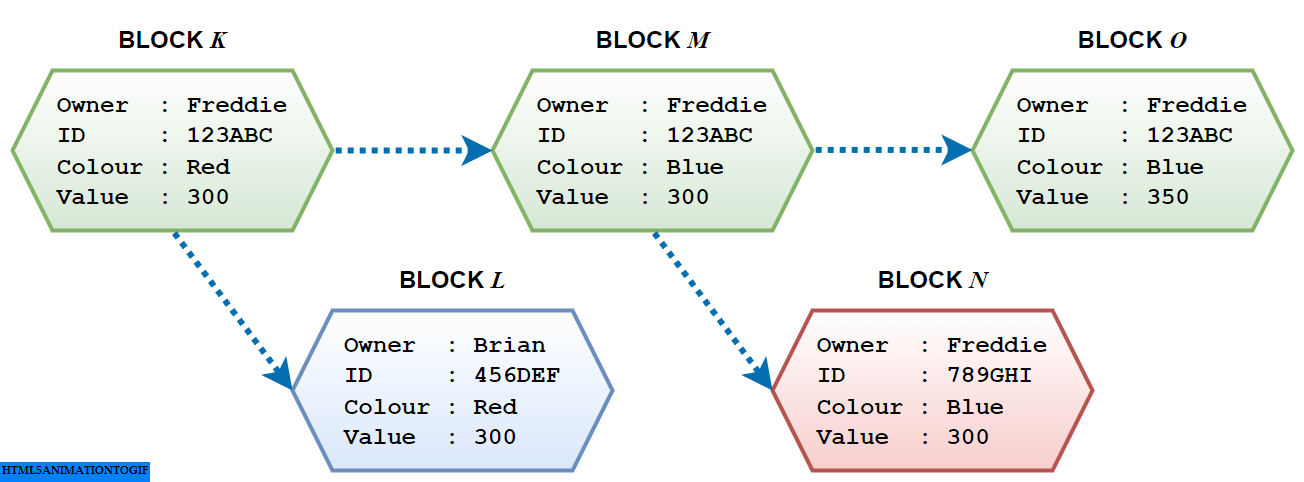 BLOCK K
Owner : Freddie
ID : 123ABC
Colour : Red
Value : 300
BLOCK M
Owner : Freddie
ID : 123ABC
Colour : Blue
Value : 300
BLOCK O
Owner : Freddie
ID : 123ABC
Colour : Blue
Value : 350
BLOCK L
Owner : Brian
ID : 456DEF
Colour : Red
Value : 300
BLOCK N
Owner : Freddie
ID : 789GHI
Colour : Blue
Value : 300
HTML5ANIMATIONTOGIF